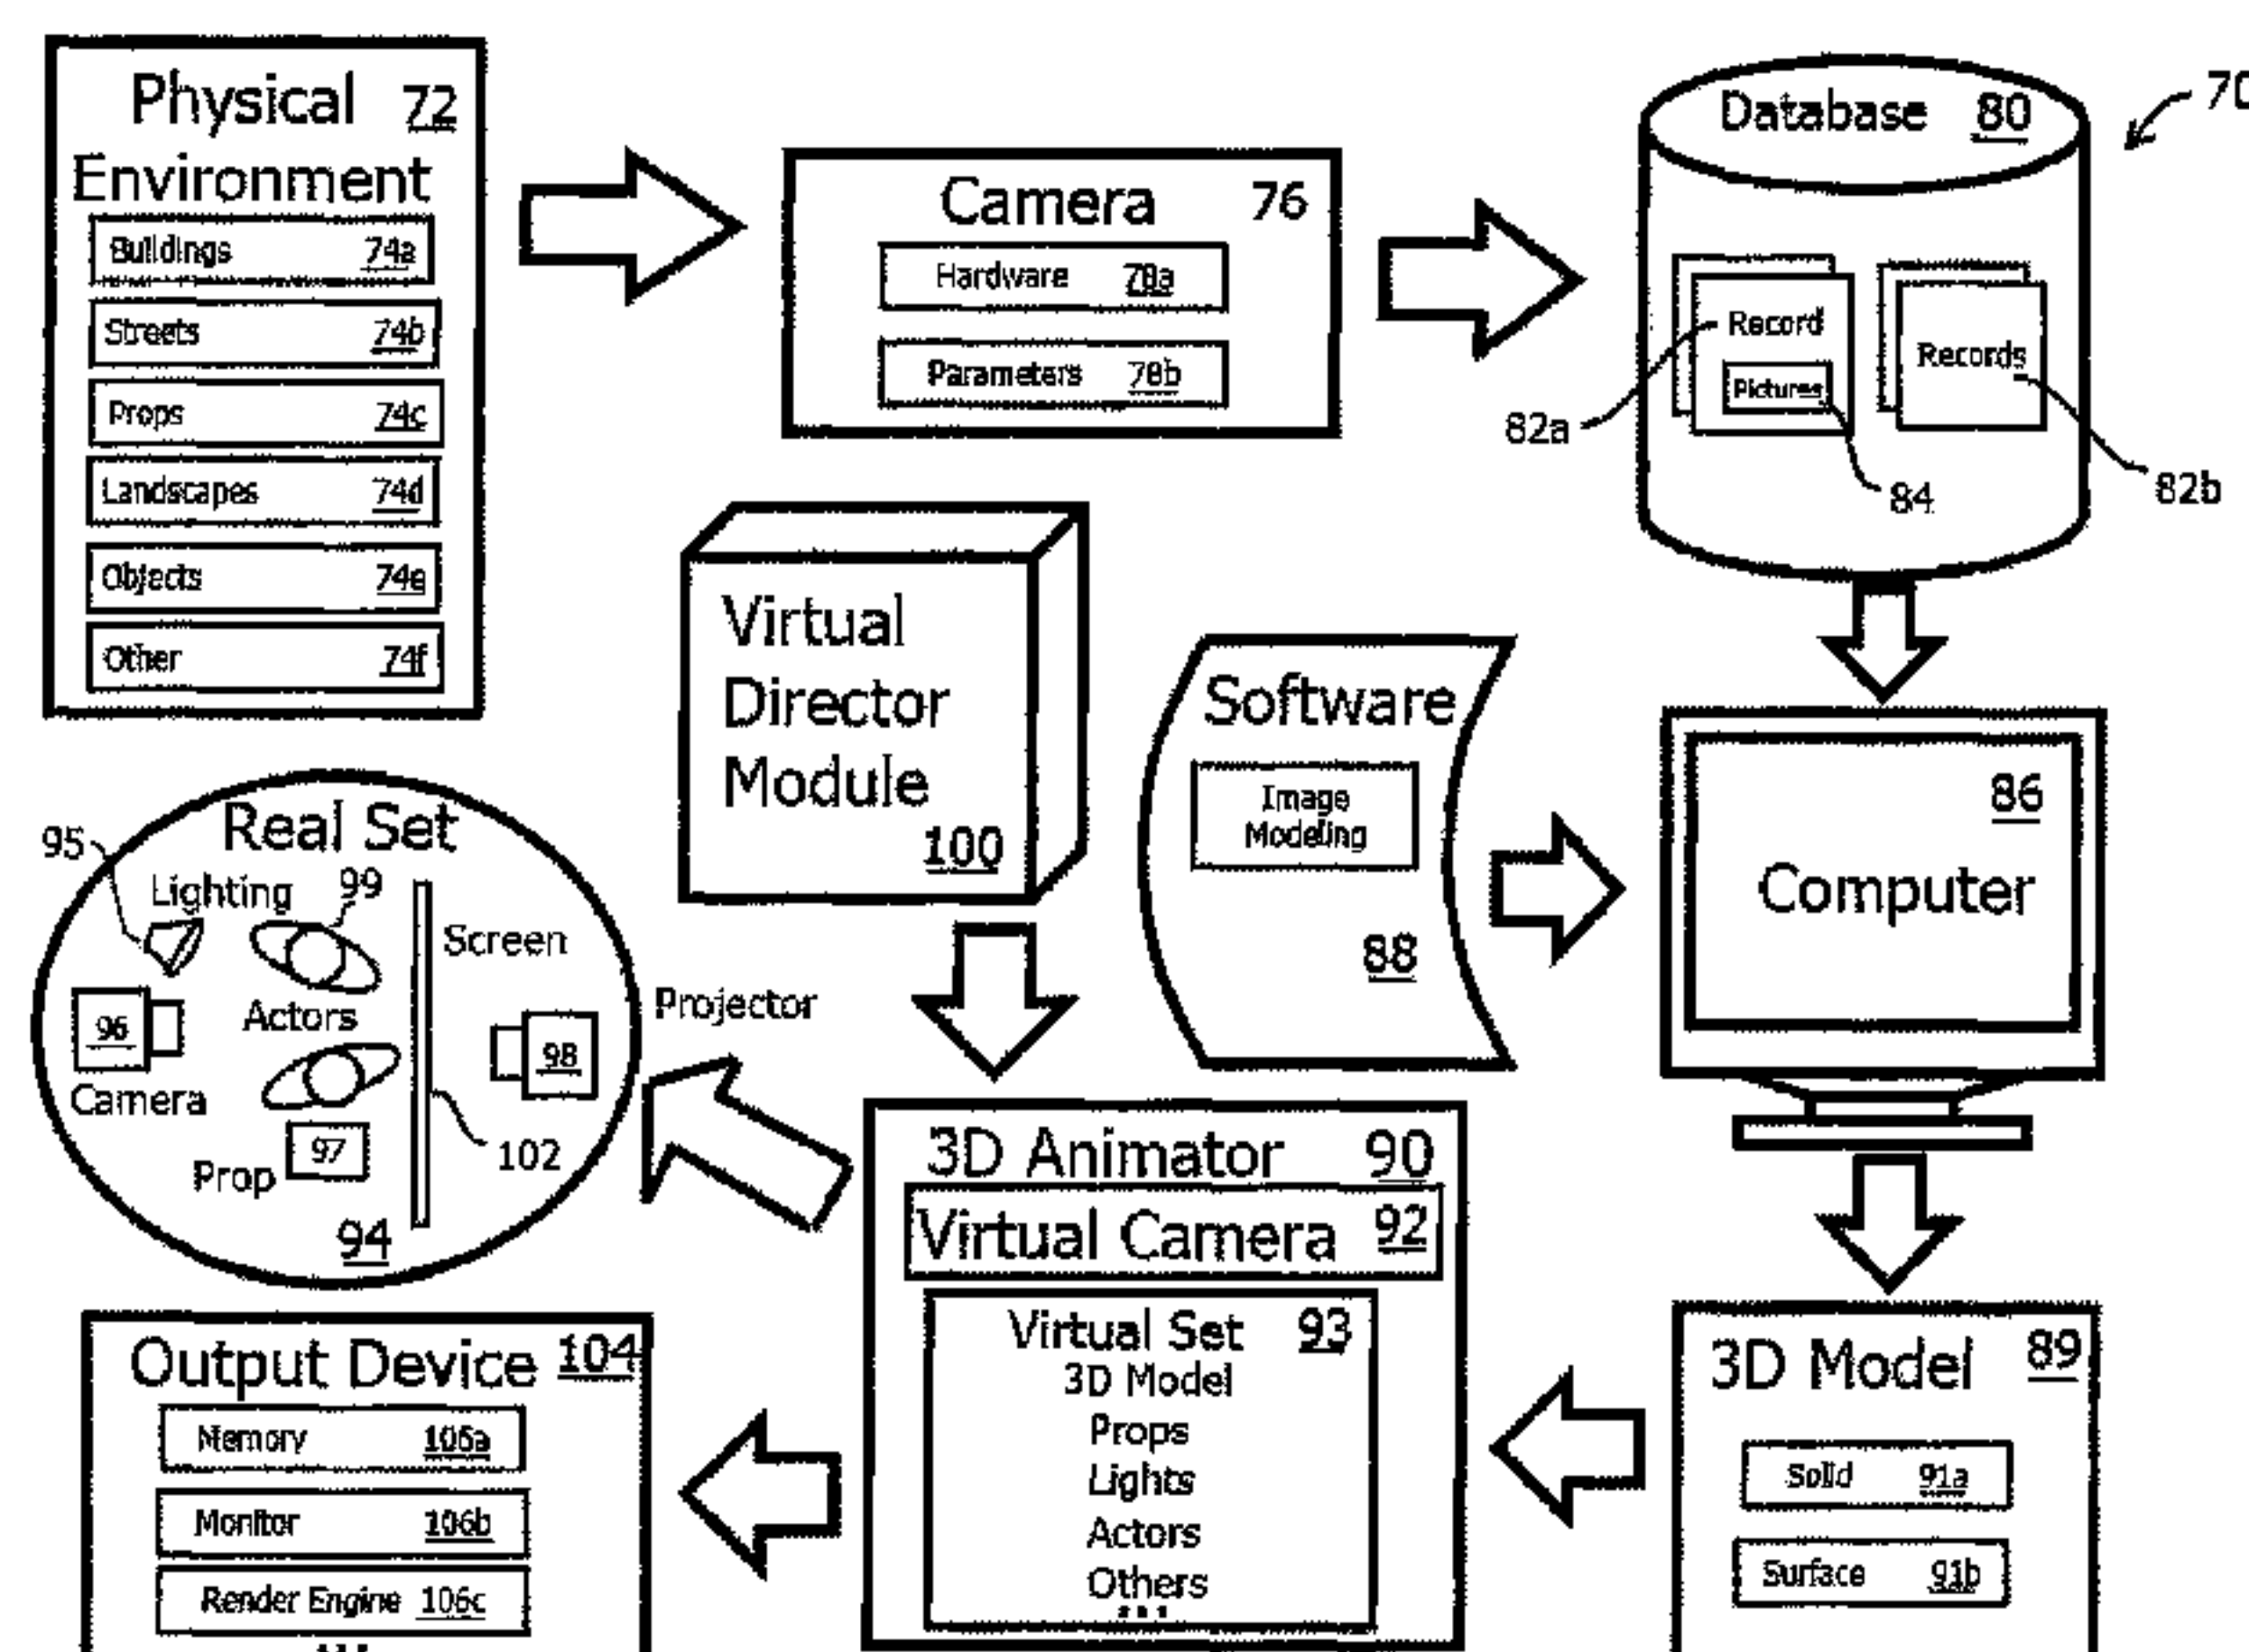 Physical 72
Environment
Buildings 74a
Streets 74b
Props 74c
Landscapes 74d
Objects 74e
Other 74f
Camera 76
Hardware 78a
Parameters 78b
Database 80
70
Record
Pictures
Records
82a
84
82b
Virtual
Director
Module
100
Software
Image
Modeling
88
86
Computer
Real Set
95
Lighting
99
Screen
Actors
96
Camera
98
Projector
97
Prop
102
94
3D Animator 90
Virtual Camera 92
Virtual Set 93
3D Model
Props
Lights
Actors
Others
...
3D Model 89
Solid 91a
Surface 91b
Output Device 104
Memory 106a
Monitor 106b
Render Engine 106c